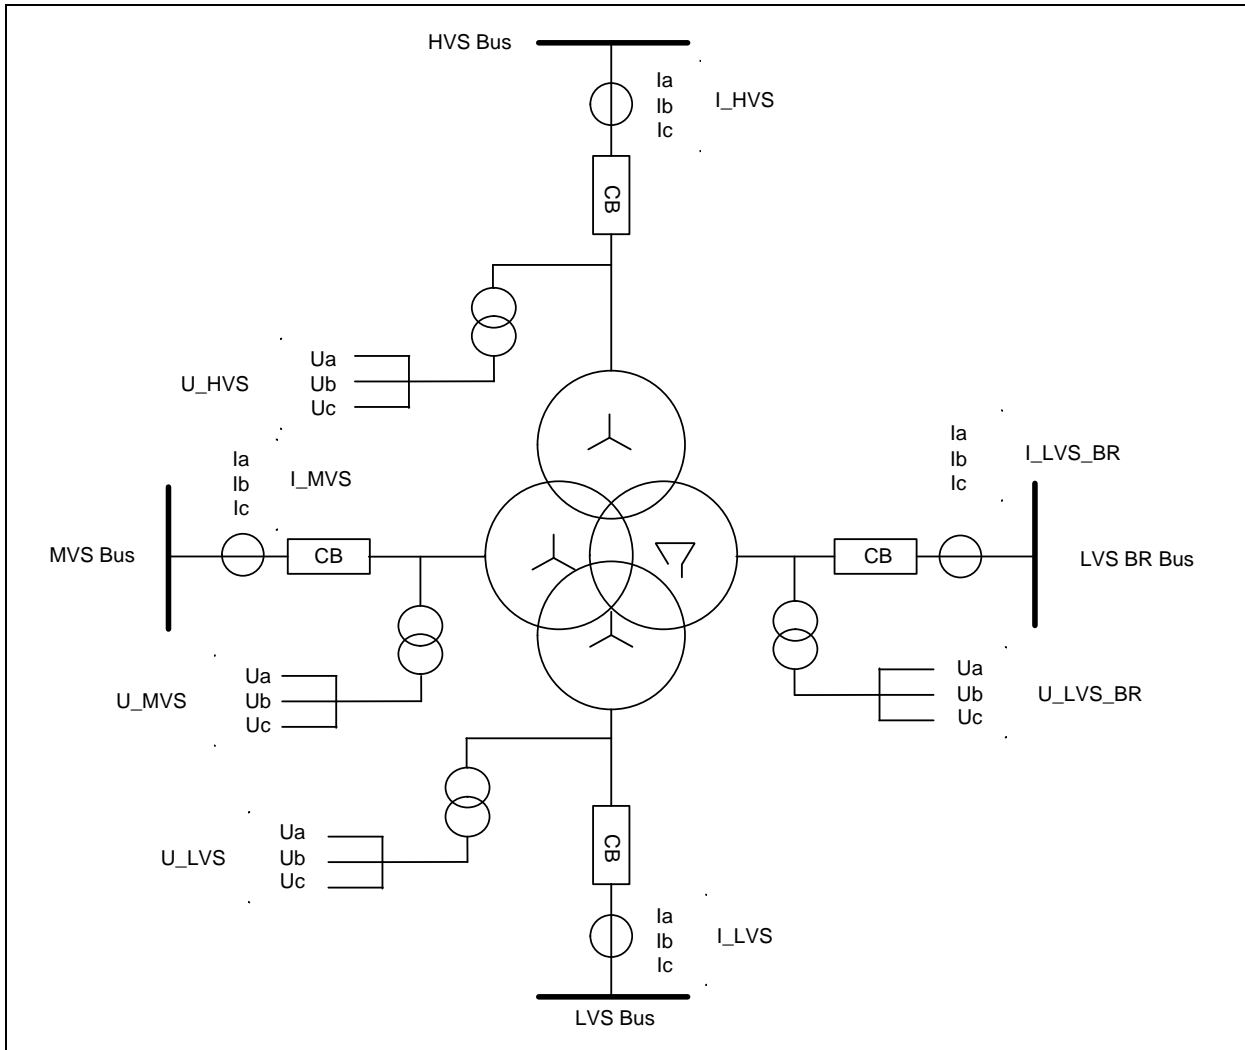 HVS Bus
Ia
Ib
Ic
I_HVS
CB
Ua
Ub
Uc
U_HVS
Ia
Ib
Ic
I_MVS
MVS Bus
CB
Ua
Ub
Uc
U_MVS
Ia
Ib
Ic
I_LVS_BR
CB
LVS BR Bus
Ua
Ub
Uc
U_LVS_BR
Ua
Ub
Uc
U_LVS
CB
Ia
Ib
Ic
I_LVS
LVS Bus